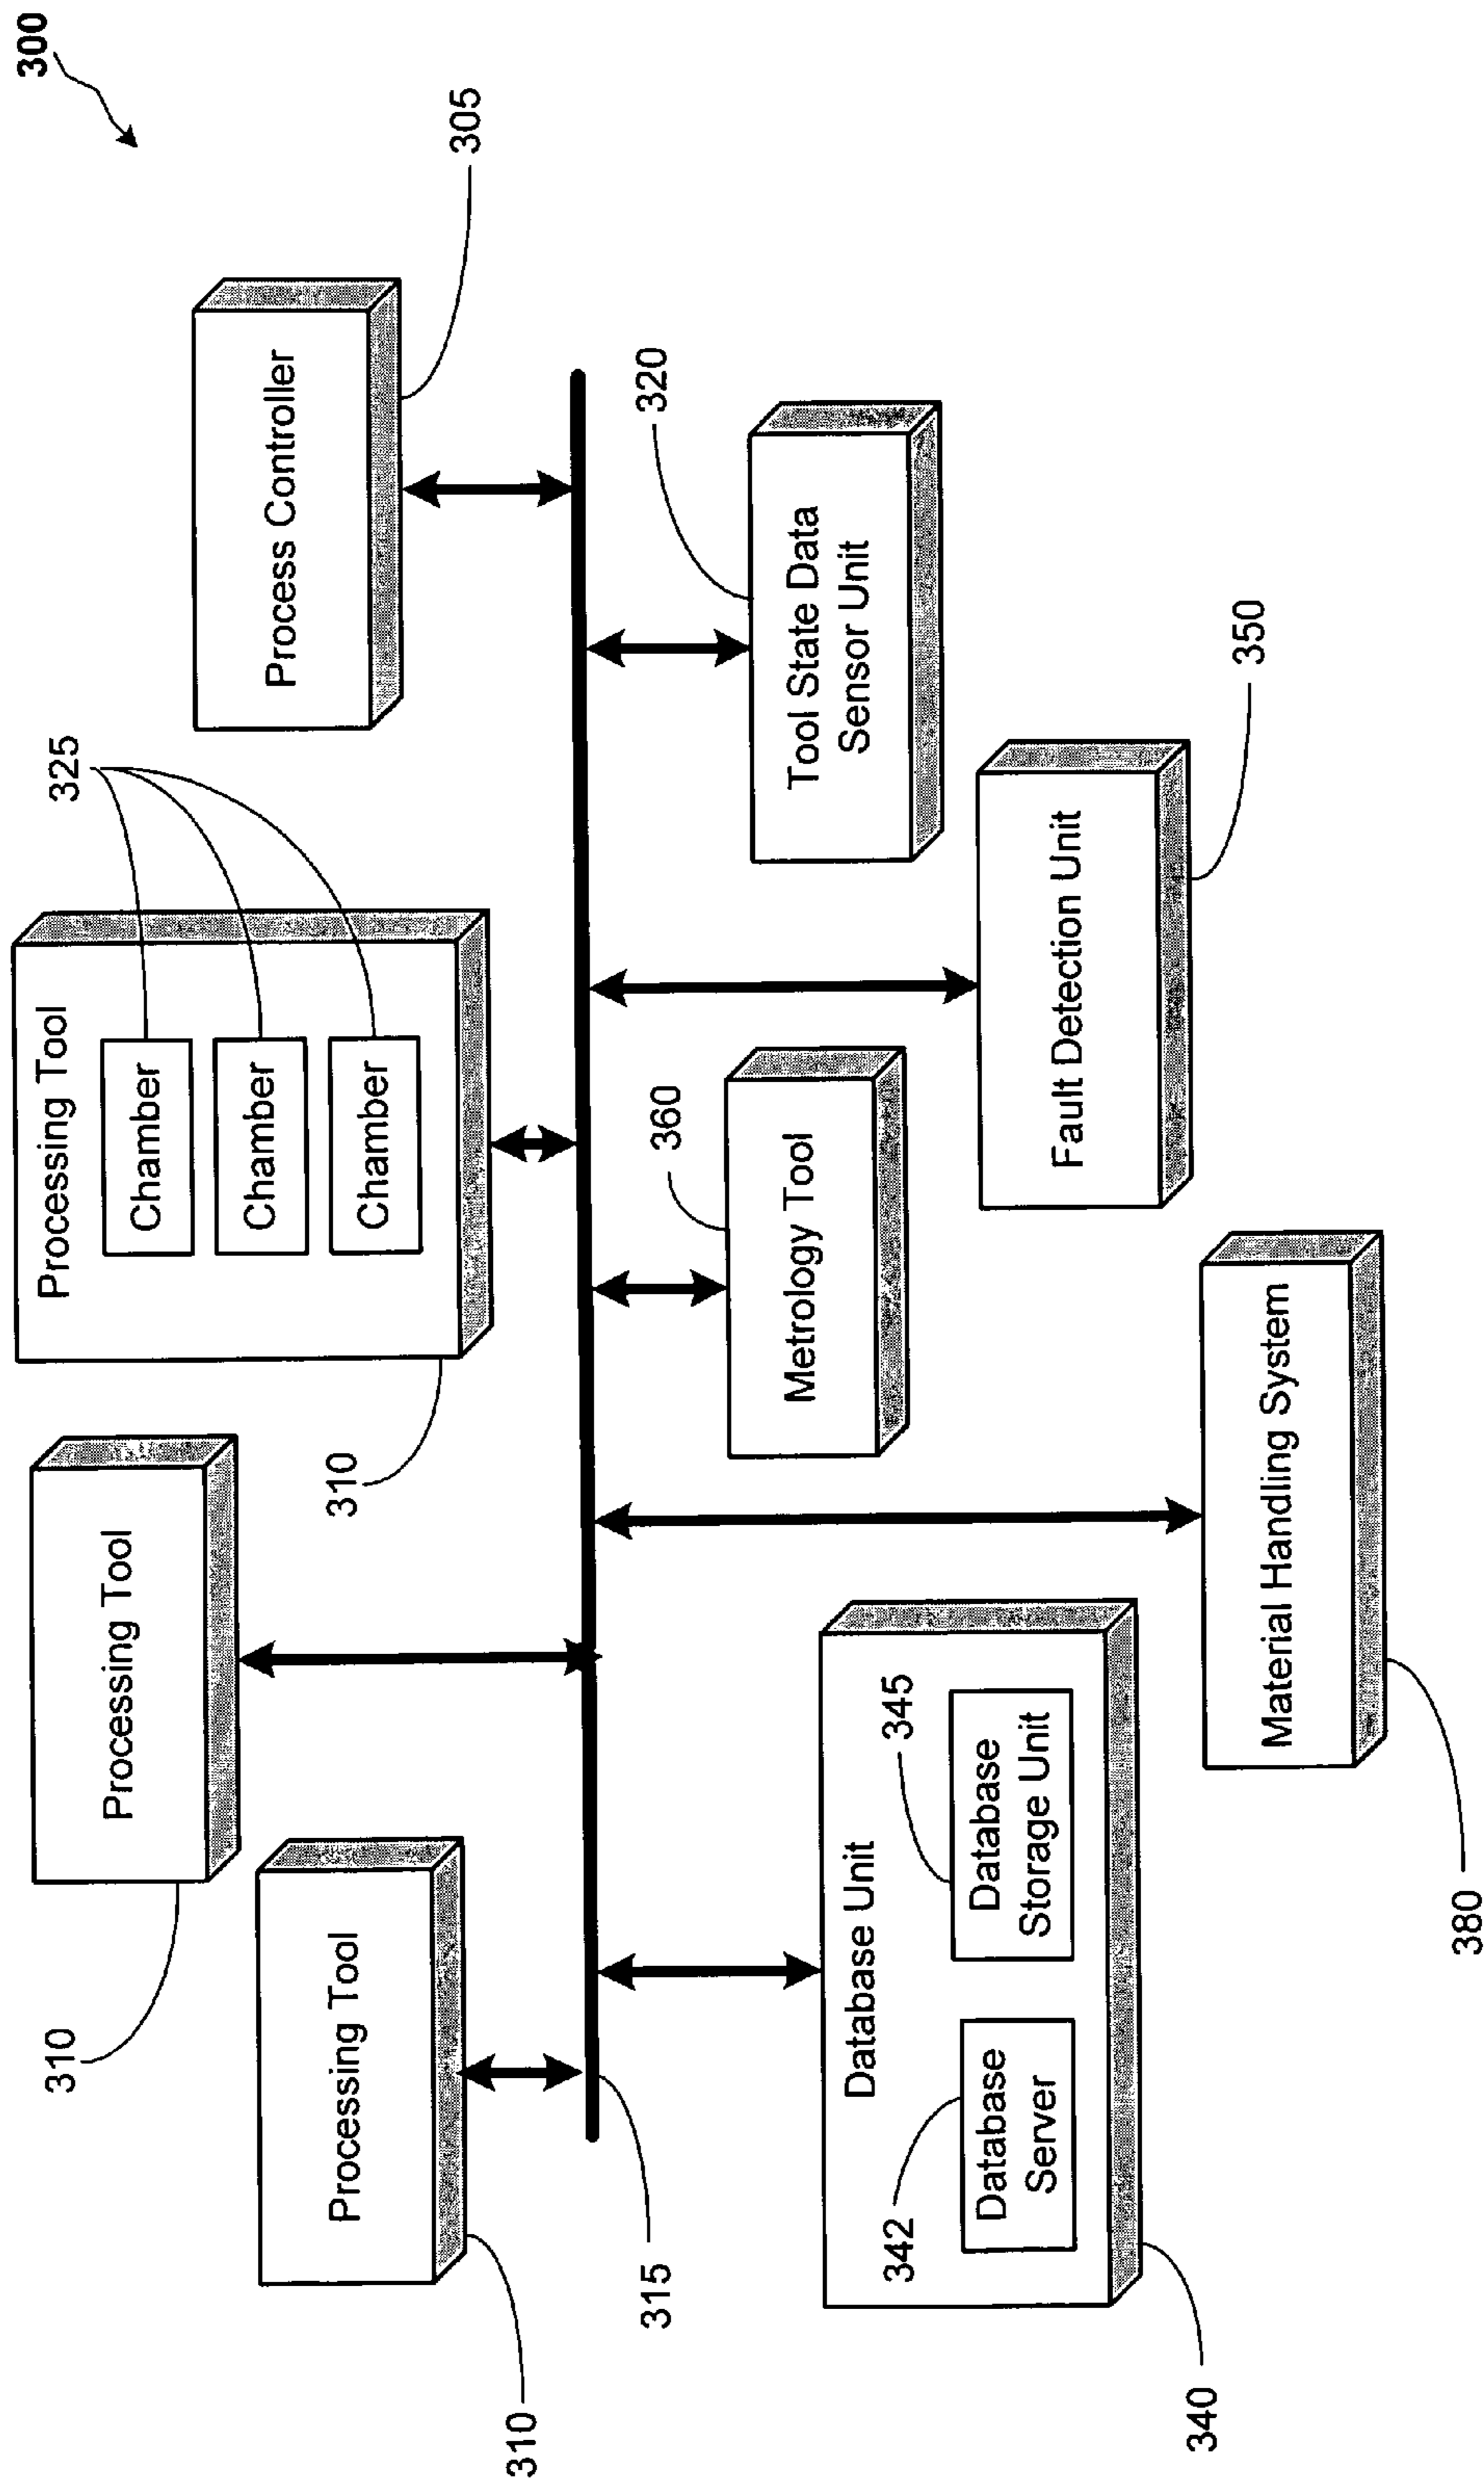 300
Process Controller
305
325
Processing Tool
Chamber
Chamber
Chamber
310
Processing Tool
310
Processing Tool
310
315
320
Tool State Data
Sensor Unit
350
Fault Detection Unit
360
Metrology Tool
Material Handling System
380
Database Unit
345
Database
Storage Unit
342
Database
Server
340